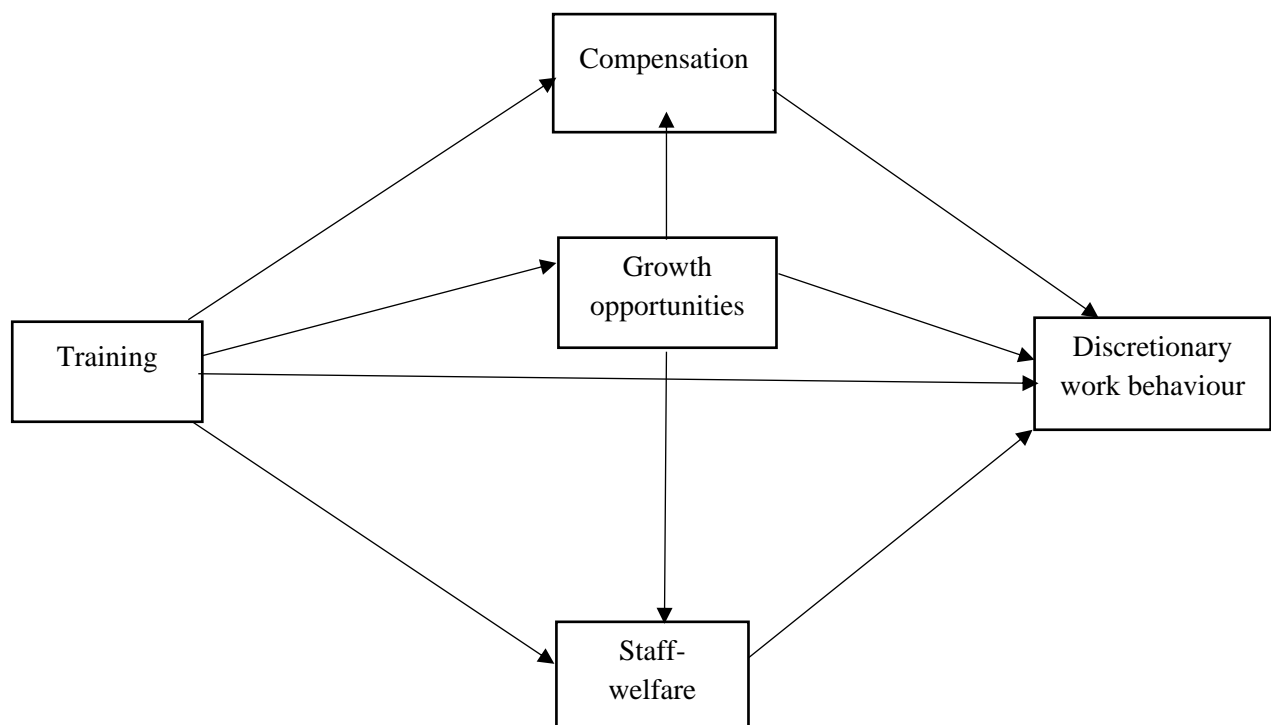 Compensation
Growth
opportunities
Training
Discretionary
work behaviour
Staff-
welfare